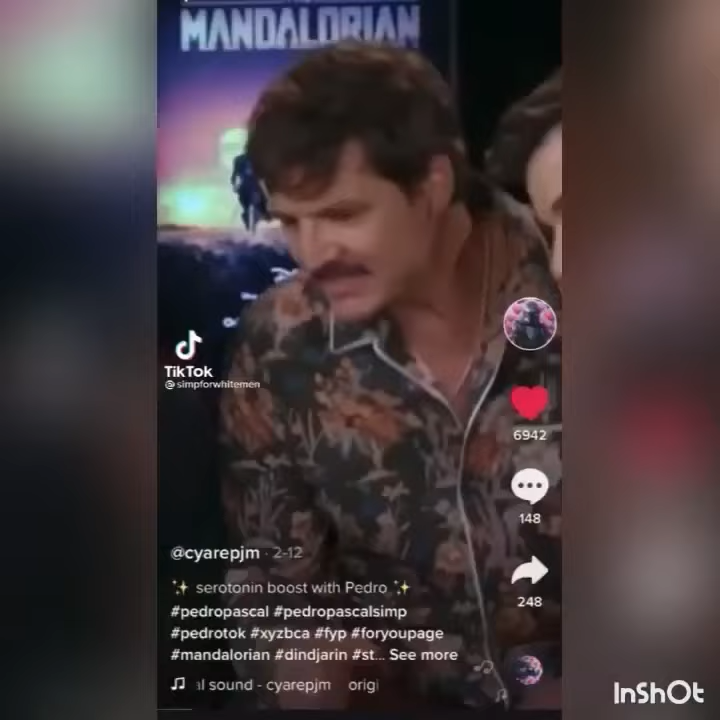 MANDALORIAN
TikTok
@simpforwhitemen
6942
148
248
@cyarepjm · 2-12
✨ serotonin boost with Pedro ✨
#pedropascal #pedropascalsimp
#pedrotok #xyzbca #fyp #foryoupage
#mandalorian #dindjarin #st... See more
al sound - cyarepjm origi
InShOt